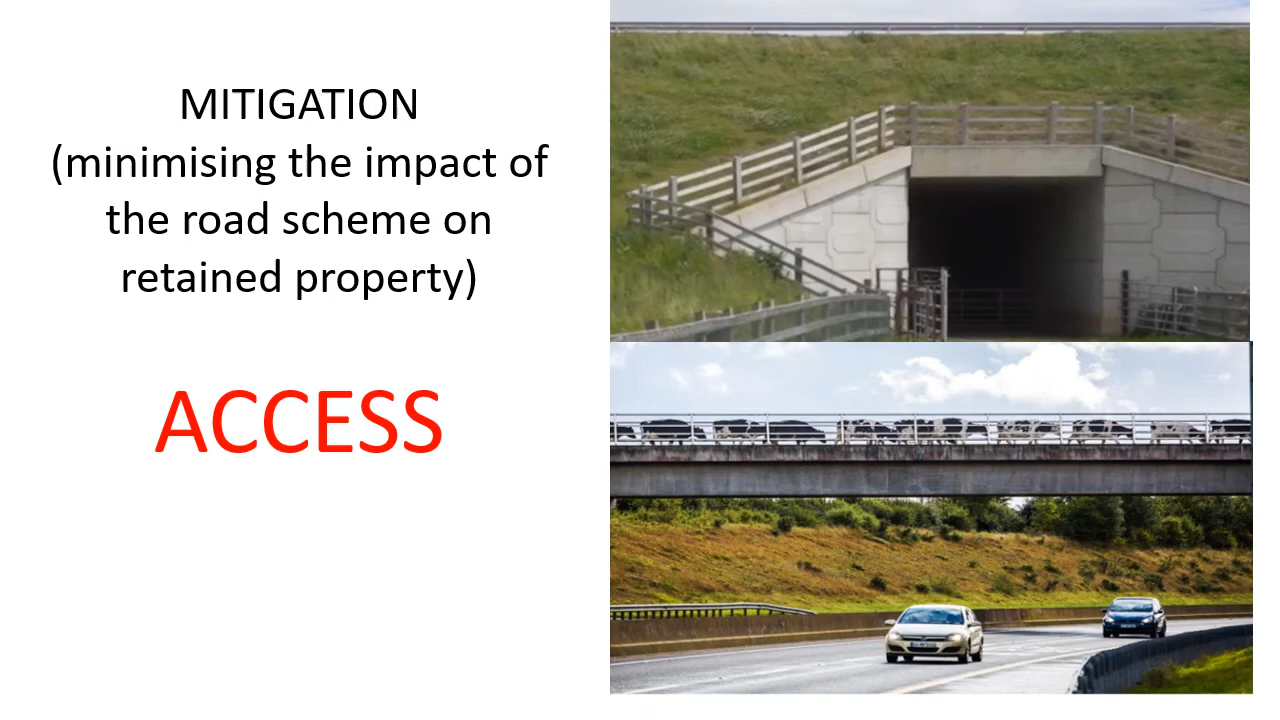 MITIGATION
(minimising the impact of
the road scheme on
retained property)
ACCESS